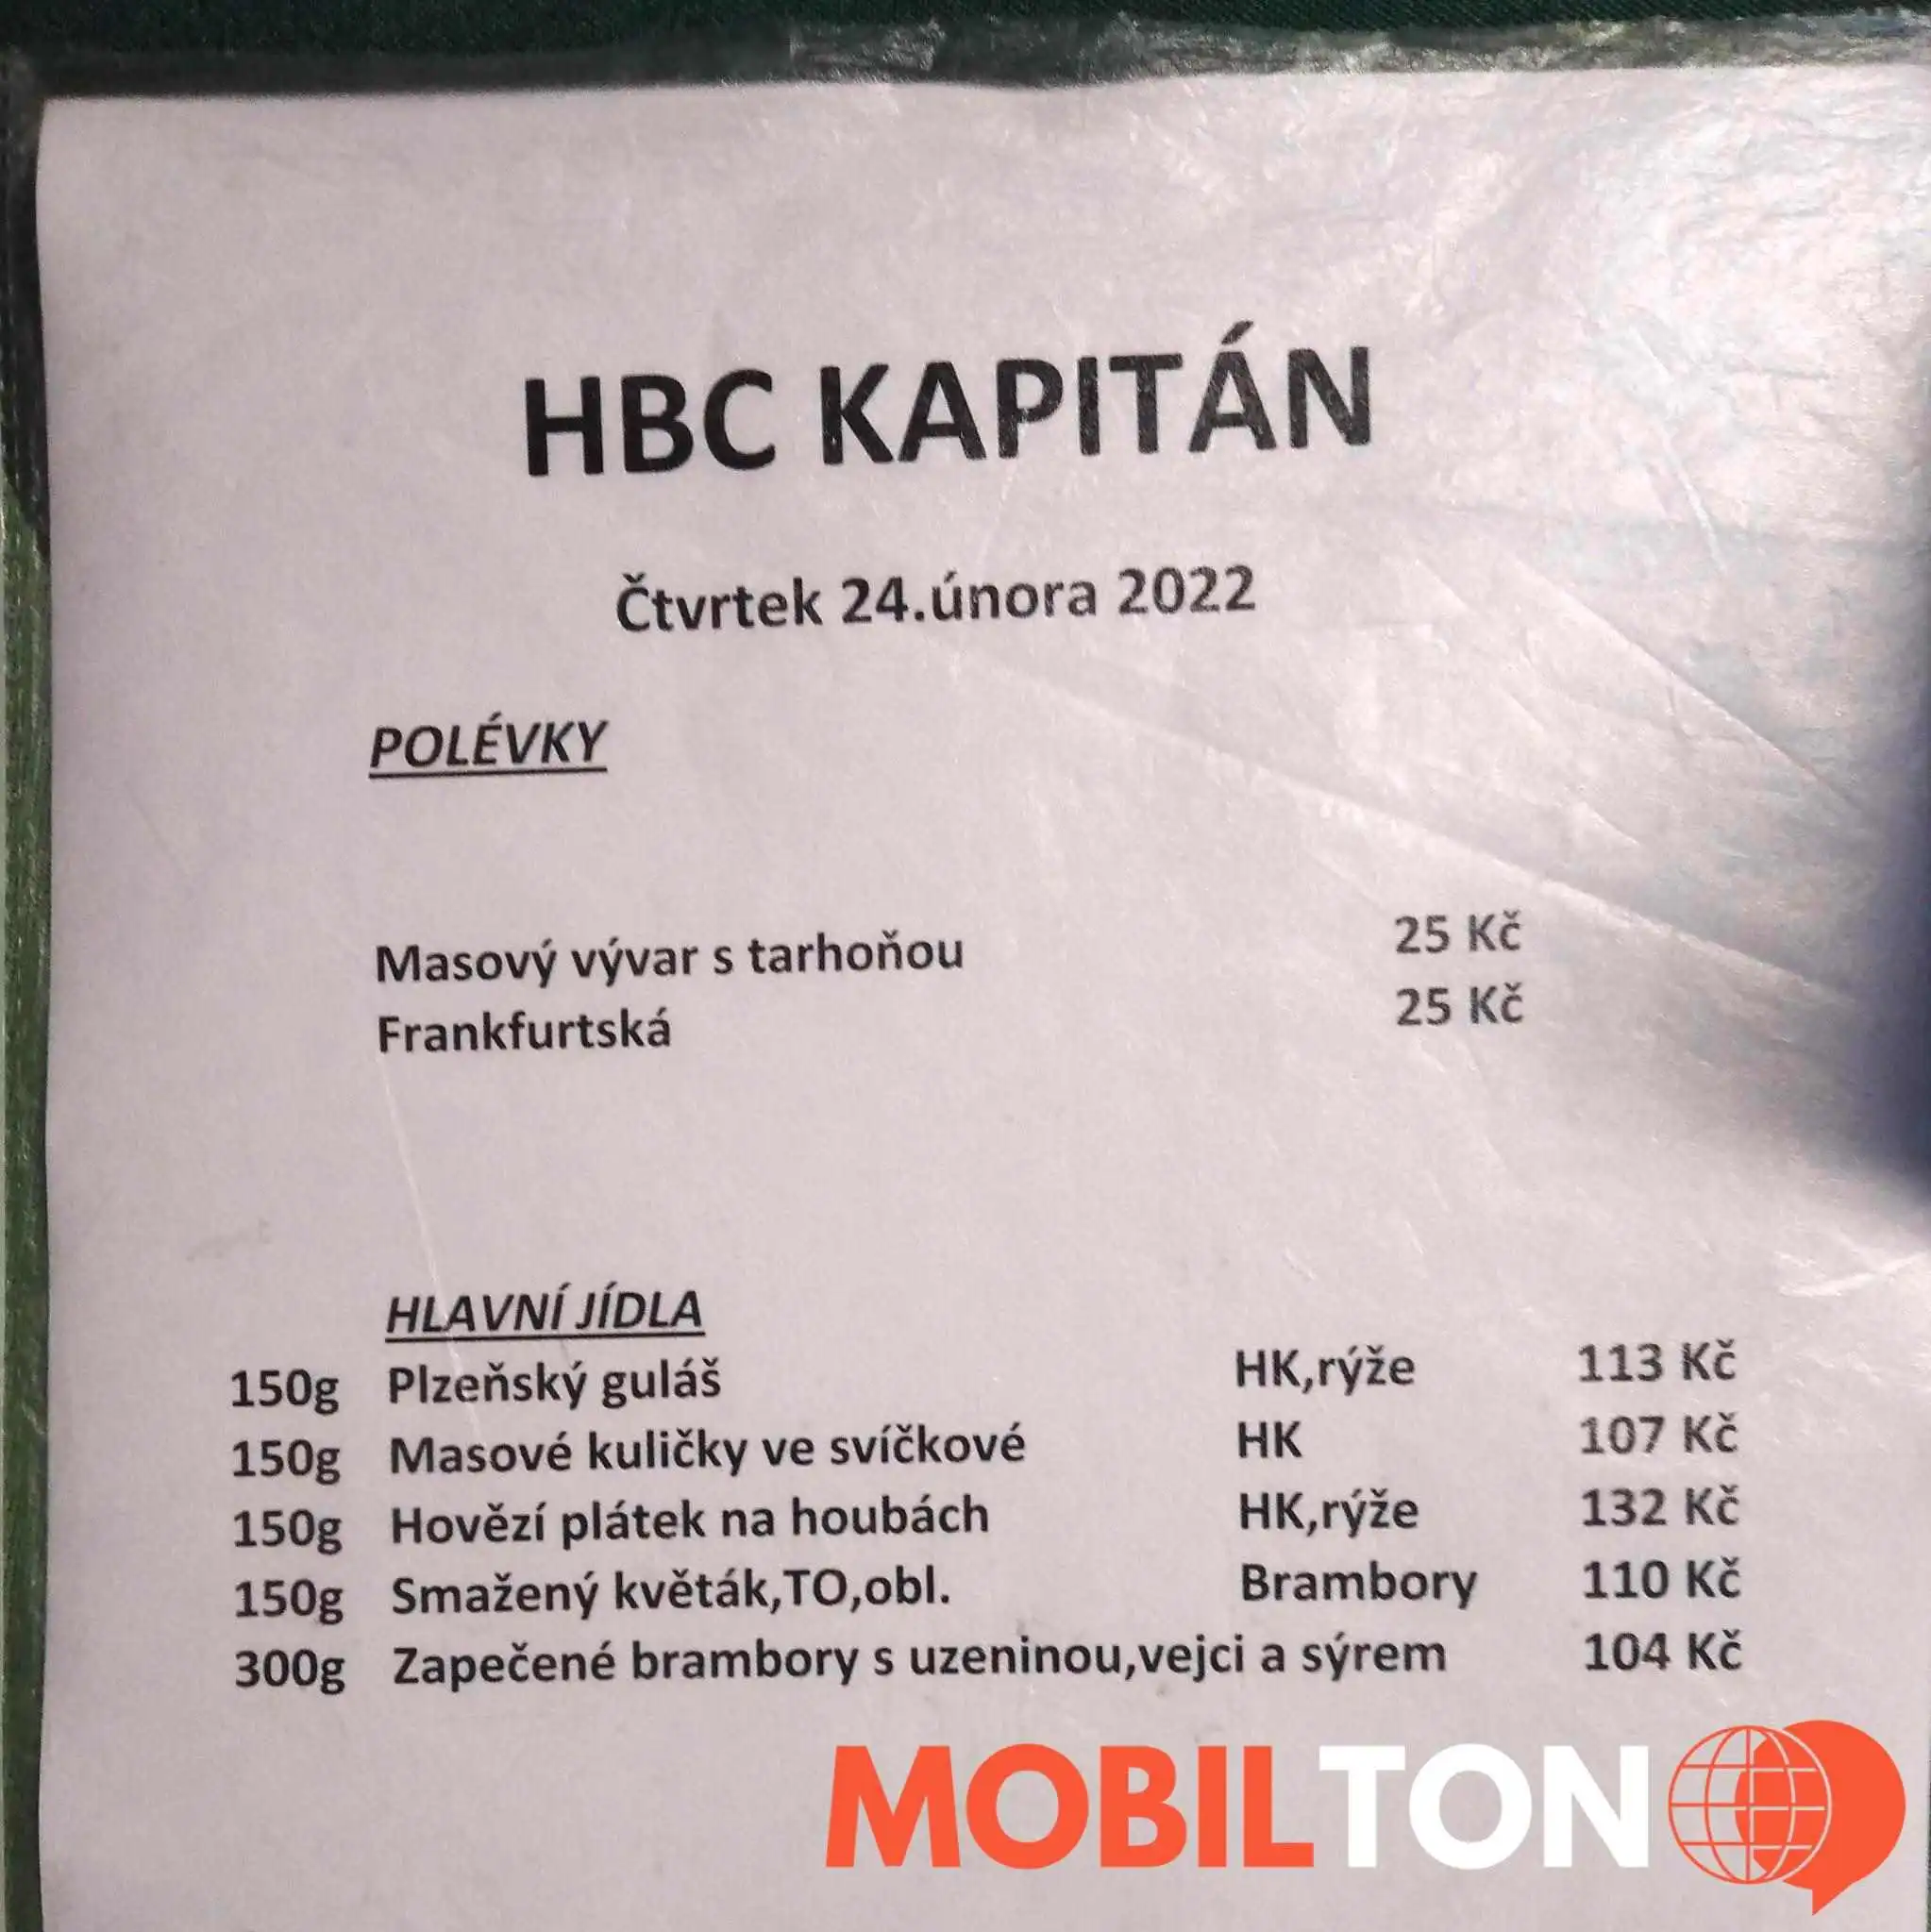 HBC KAPITÁN
Čtvrtek 24.února 2022
POLÉVKY
Masový vývar s tarhoňou 25 Kč
Frankfurtská 25 Kč
HLAVNÍ JÍDLA
150g Plzeňský guláš HK,rýže 113 Kč
150g Masové kuličky ve svíčkové HK 107 Kč
150g Hovězí plátek na houbách HK,rýže 132 Kč
150g Smažený květák,TO,obl. Brambory 110 Kč
300g Zapečené brambory s uzeninou,vejci a sýrem 104 Kč
MOBILTON